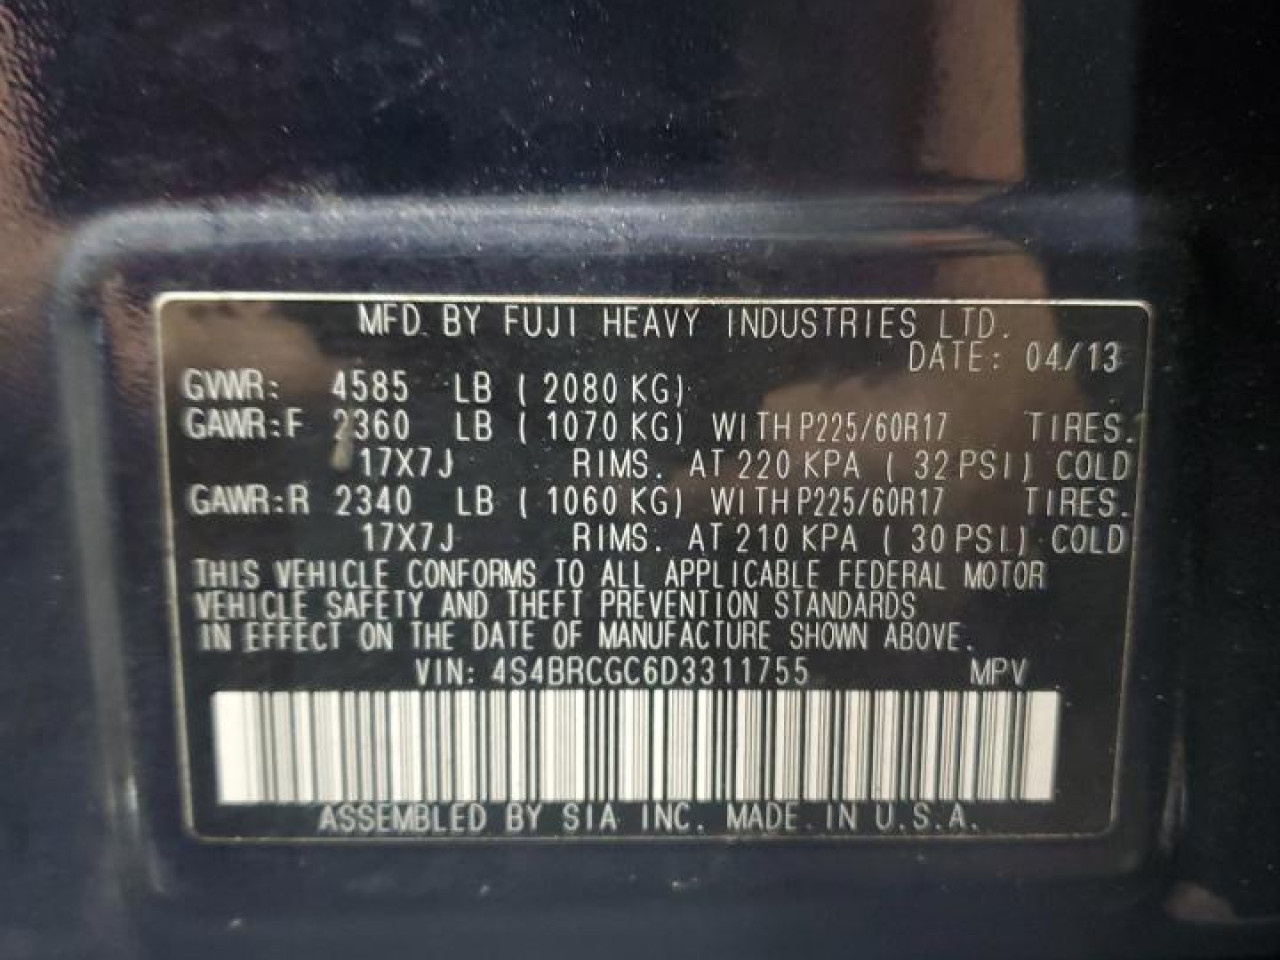 MFD. BY FUJI HEAVY INDUSTRIES LTD.
DATE: 04/13
GVWR: 4585 LB ( 2080 KG)
GAWR:F 2360 LB ( 1070 KG) WITH P225/60R17 TIRES.
17X7J RIMS. AT 220 KPA ( 32 PSI) COLD
GAWR:R 2340 LB ( 1060 KG) WITH P225/60R17 TIRES.
17X7J RIMS. AT 210 KPA ( 30 PSI) COLD
THIS VEHICLE CONFORMS TO ALL APPLICABLE FEDERAL MOTOR
VEHICLE SAFETY AND THEFT PREVENTION STANDARDS
IN EFFECT ON THE DATE OF MANUFACTURE SHOWN ABOVE.
VIN: 4S4BRCGC6D3311755 MPV
ASSEMBLED BY SIA INC. MADE IN U.S.A.